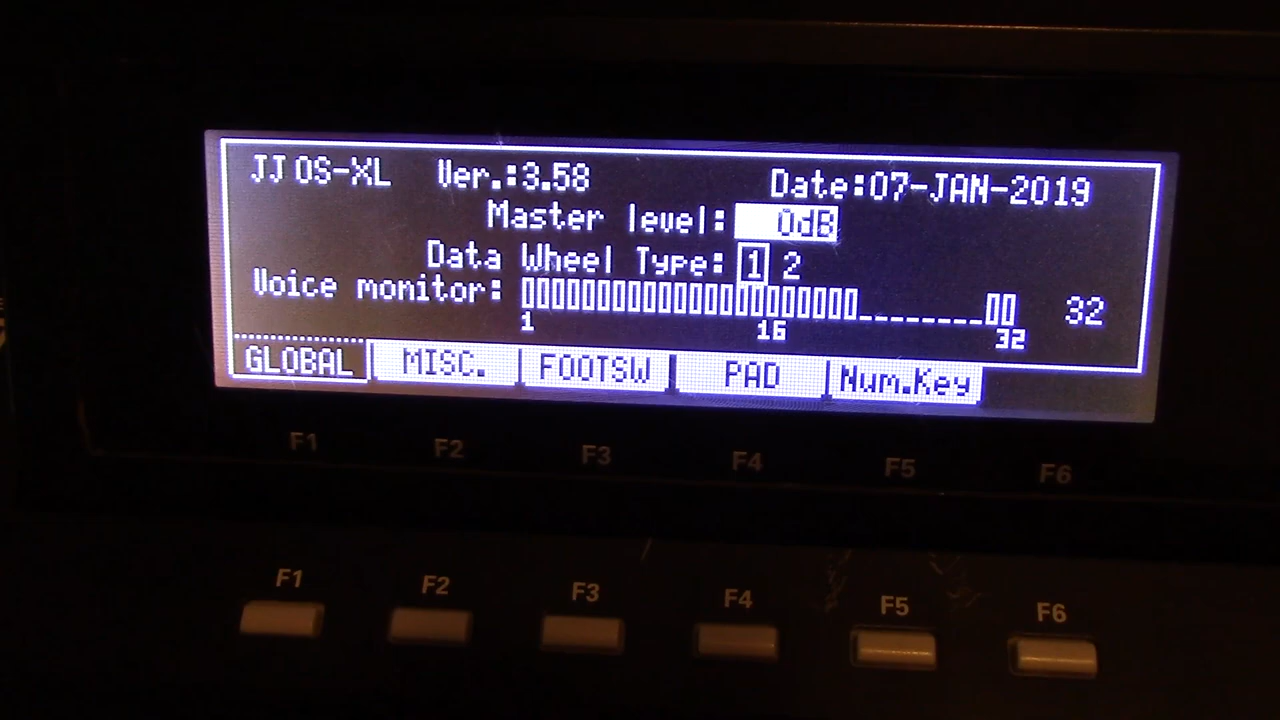 JJ OS-XL Ver.:3.58 Date:07-JAN-2019
Master level: 0dB
Data Wheel Type: 1 2
Voice monitor: 32
1 16 32
GLOBAL MISC. FOOTSW PAD Num.Key
F1 F2 F3 F4 F5 F6
F1 F2 F3 F4 F5 F6